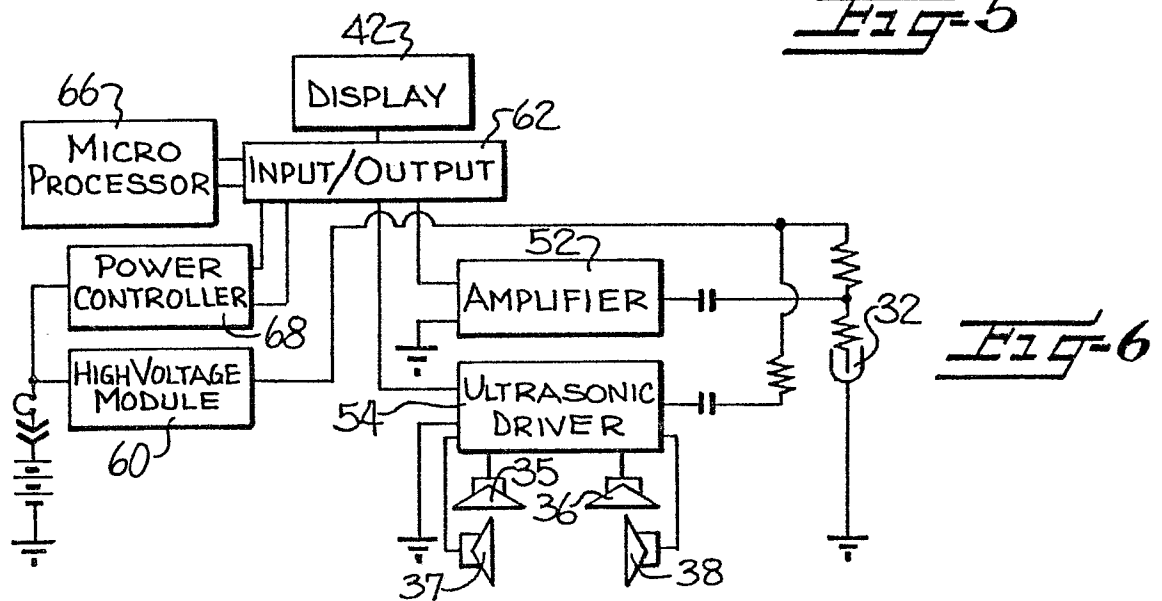 Fig-5
42
DISPLAY
66
MICRO
PROCESSOR
62
INPUT/OUTPUT
52
AMPLIFIER
POWER
CONTROLLER
68
32
Fig-6
HIGH VOLTAGE
MODULE
60
ULTRASONIC
DRIVER
54
35
36
37
38